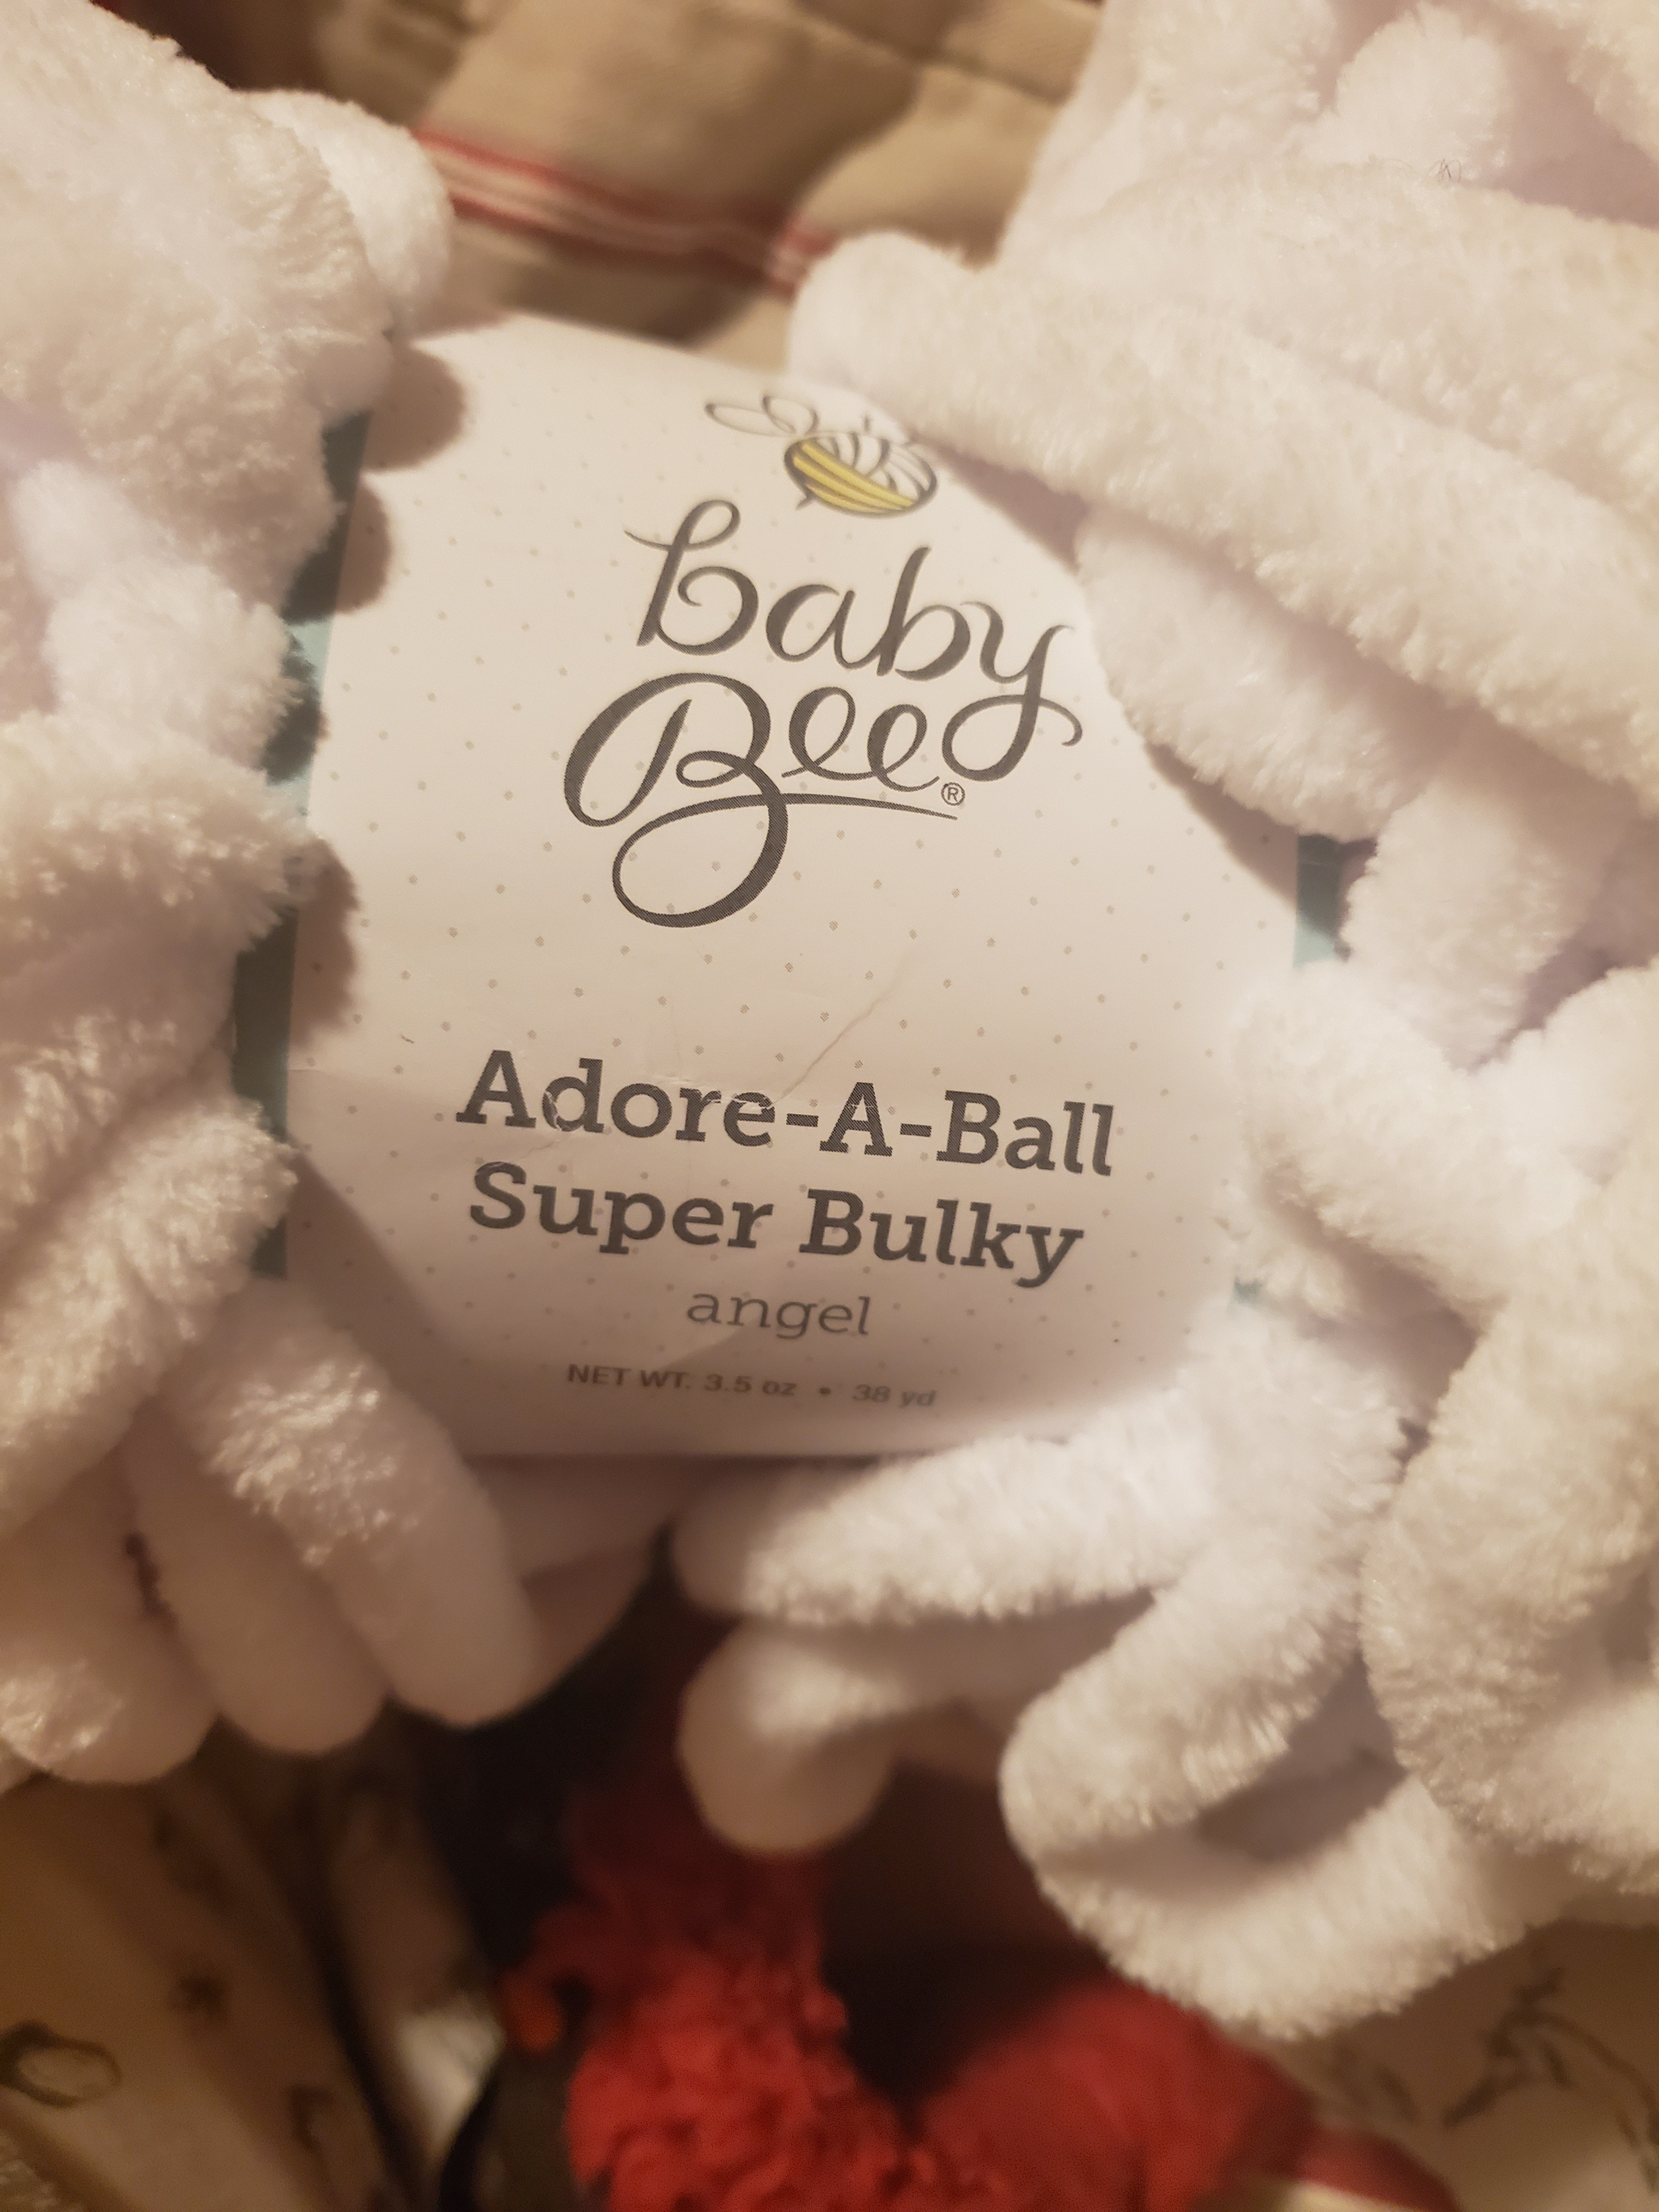 baby
Bee®
Adore-A-Ball
Super Bulky
angel
NET WT. 3.5 oz • 38 yd